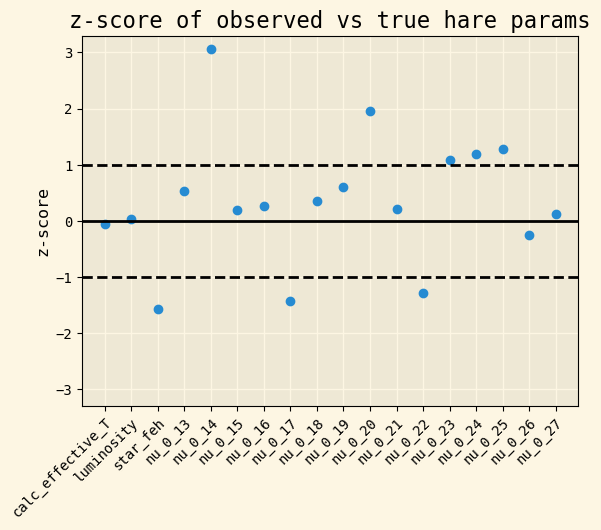 z-score of observed vs true hare params
3
2
1
0
−1
−2
−3
z-score
calc_effective_T
luminosity
star_feh
nu_0_13
nu_0_14
nu_0_15
nu_0_16
nu_0_17
nu_0_18
nu_0_19
nu_0_20
nu_0_21
nu_0_22
nu_0_23
nu_0_24
nu_0_25
nu_0_26
nu_0_27